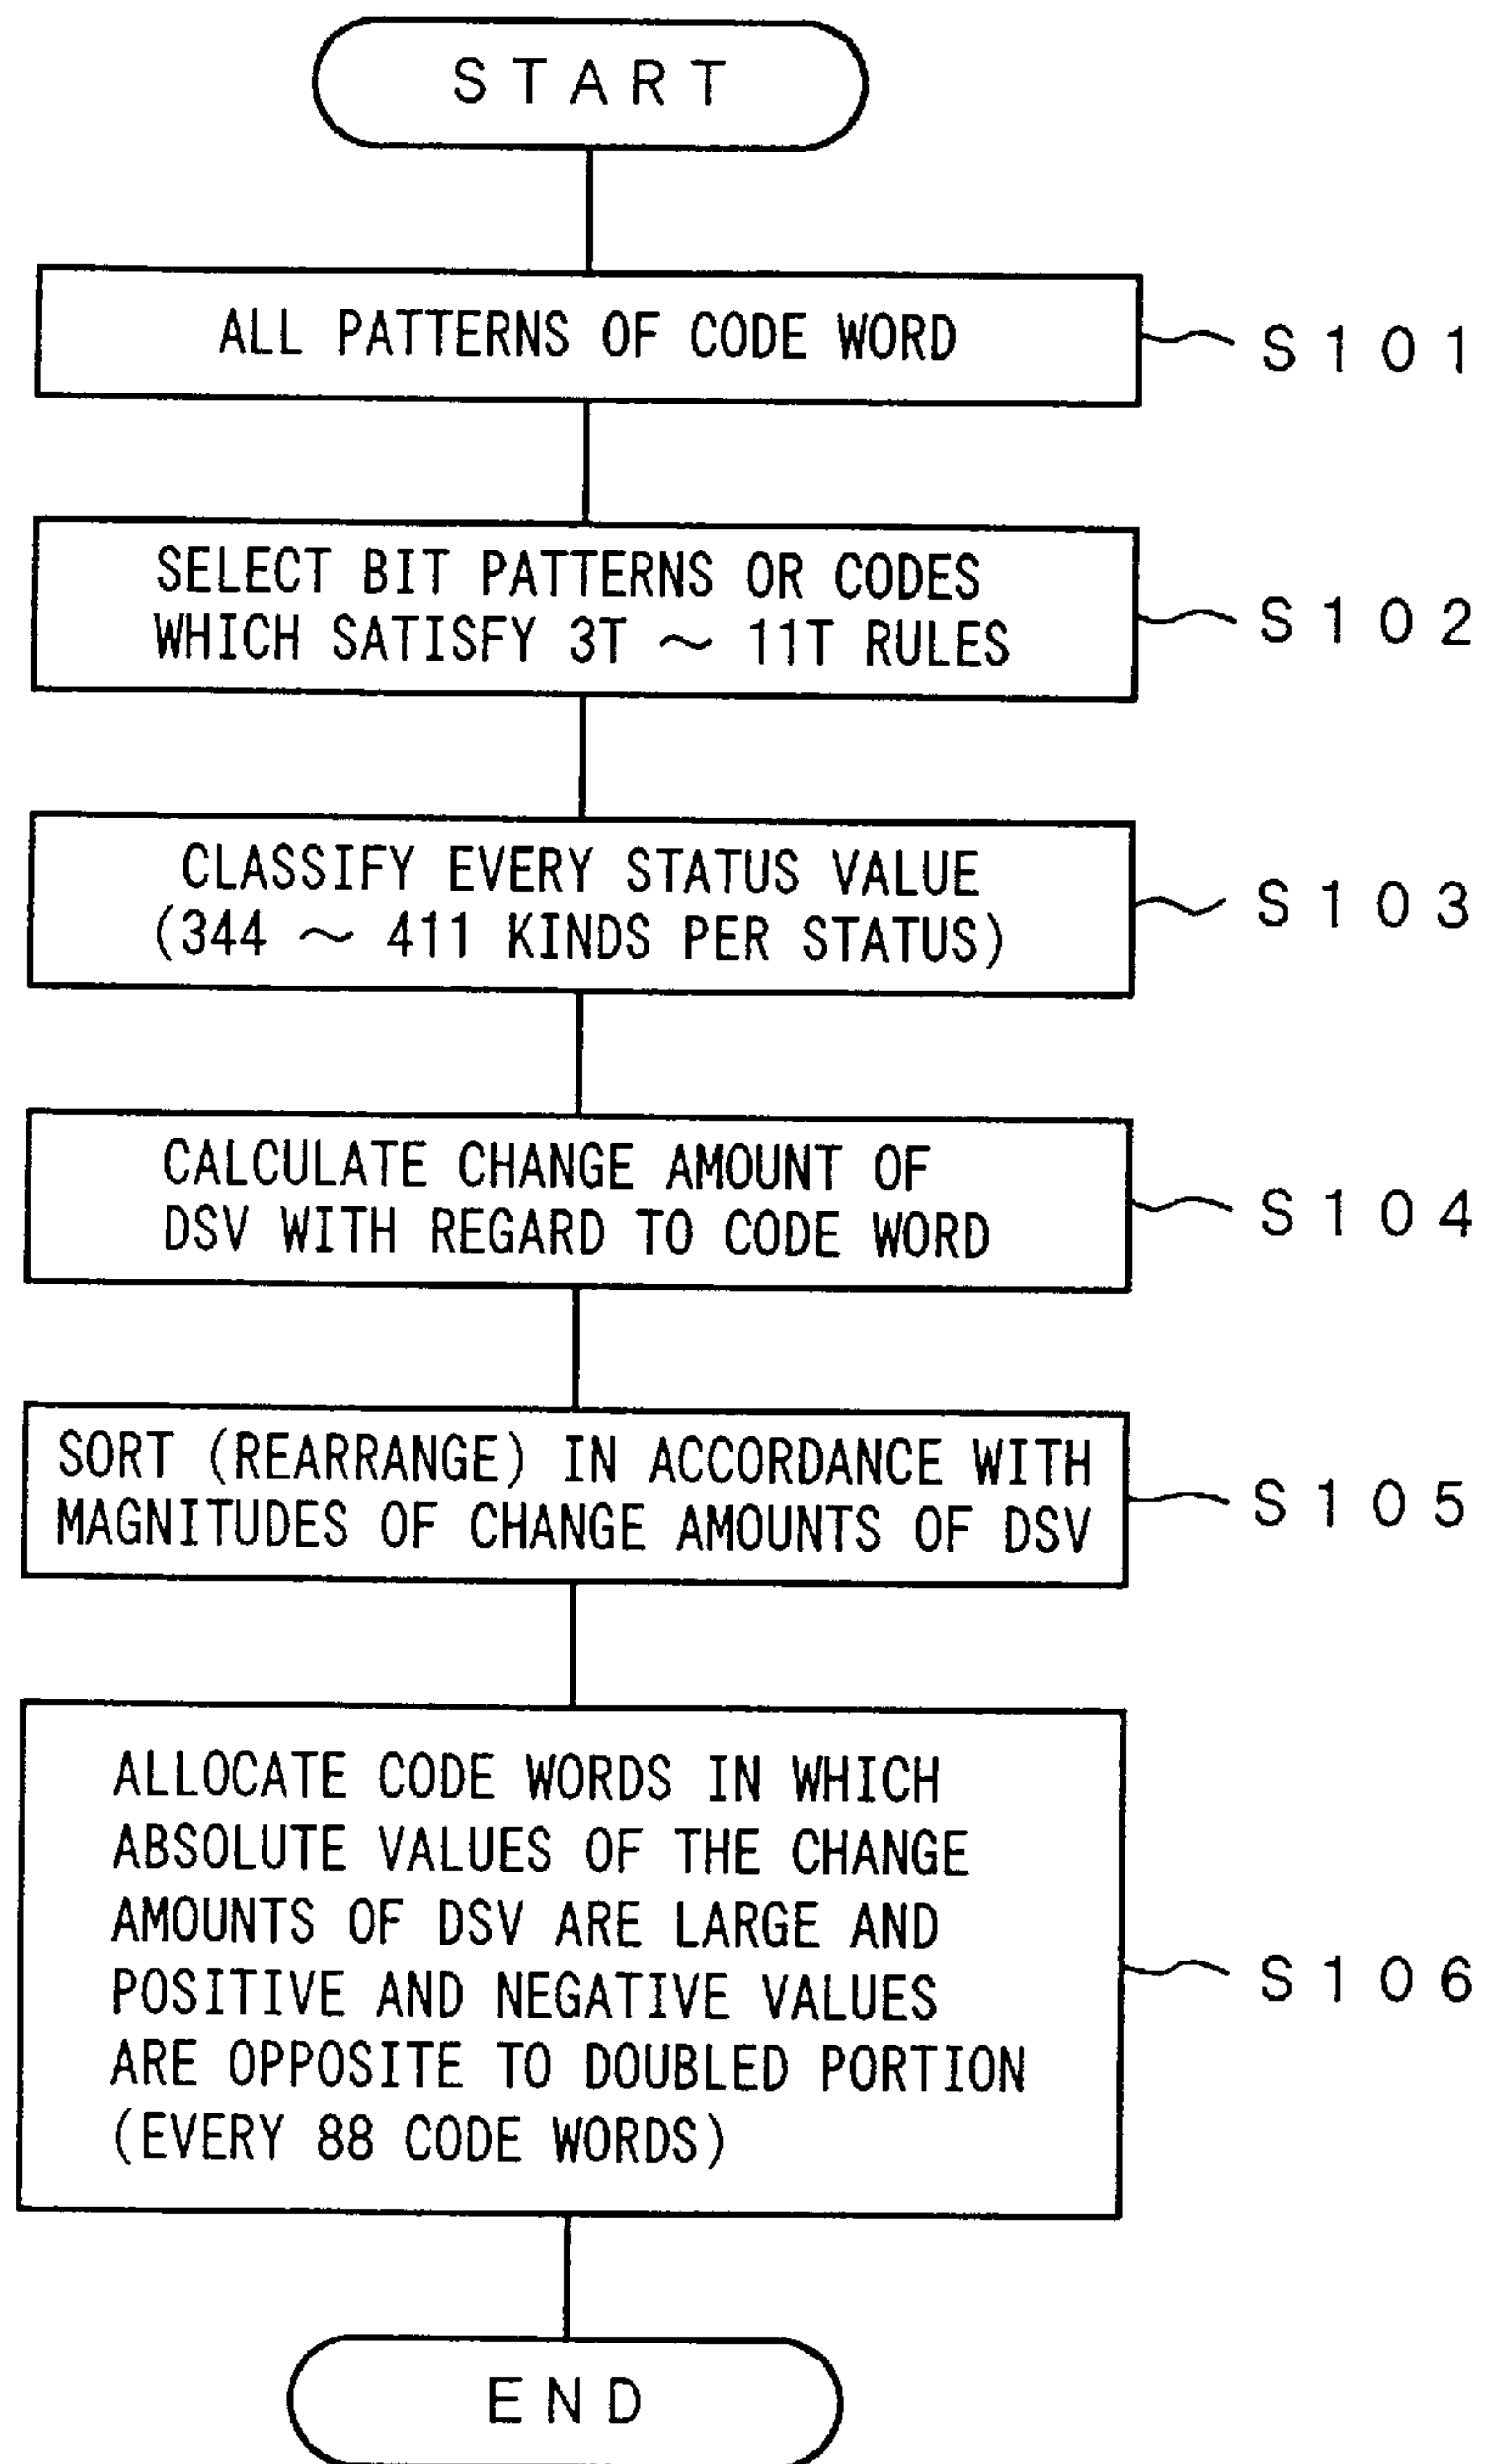 START
ALL PATTERNS OF CODE WORD
S101
SELECT BIT PATTERNS OR CODES
WHICH SATISFY 3T ~ 11T RULES
S102
CLASSIFY EVERY STATUS VALUE
(344 ~ 411 KINDS PER STATUS)
S103
CALCULATE CHANGE AMOUNT OF
DSV WITH REGARD TO CODE WORD
S104
SORT (REARRANGE) IN ACCORDANCE WITH
MAGNITUDES OF CHANGE AMOUNTS OF DSV
S105
ALLOCATE CODE WORDS IN WHICH
ABSOLUTE VALUES OF THE CHANGE
AMOUNTS OF DSV ARE LARGE AND
POSITIVE AND NEGATIVE VALUES
ARE OPPOSITE TO DOUBLED PORTION
(EVERY 88 CODE WORDS)
S106
END